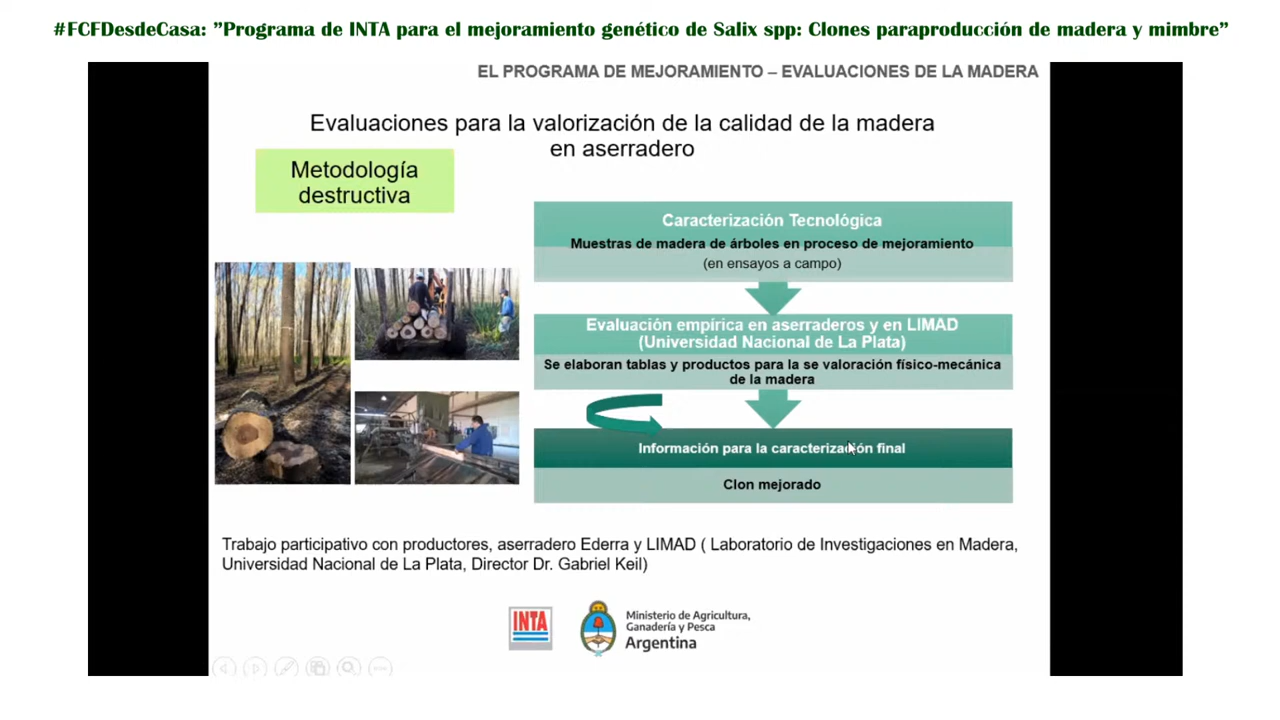 #FCFDesdeCasa: ”Programa de INTA para el mejoramiento genético de Salix spp: Clones paraproducción de madera y mimbre”
EL PROGRAMA DE MEJORAMIENTO – EVALUACIONES DE LA MADERA
Evaluaciones para la valorización de la calidad de la madera
en aserradero
Metodología
destructiva
Caracterización Tecnológica
Muestras de madera de árboles en proceso de mejoramiento
(en ensayos a campo)
Evaluación empírica en aserraderos y en LIMAD
(Universidad Nacional de La Plata)
Se elaboran tablas y productos para la se valoración físico-mecánica
de la madera
Información para la caracterización final
Clon mejorado
Trabajo participativo con productores, aserradero Ederra y LIMAD ( Laboratorio de Investigaciones en Madera,
Universidad Nacional de La Plata, Director Dr. Gabriel Keil)
INTA
Ministerio de Agricultura,
Ganadería y Pesca
Argentina